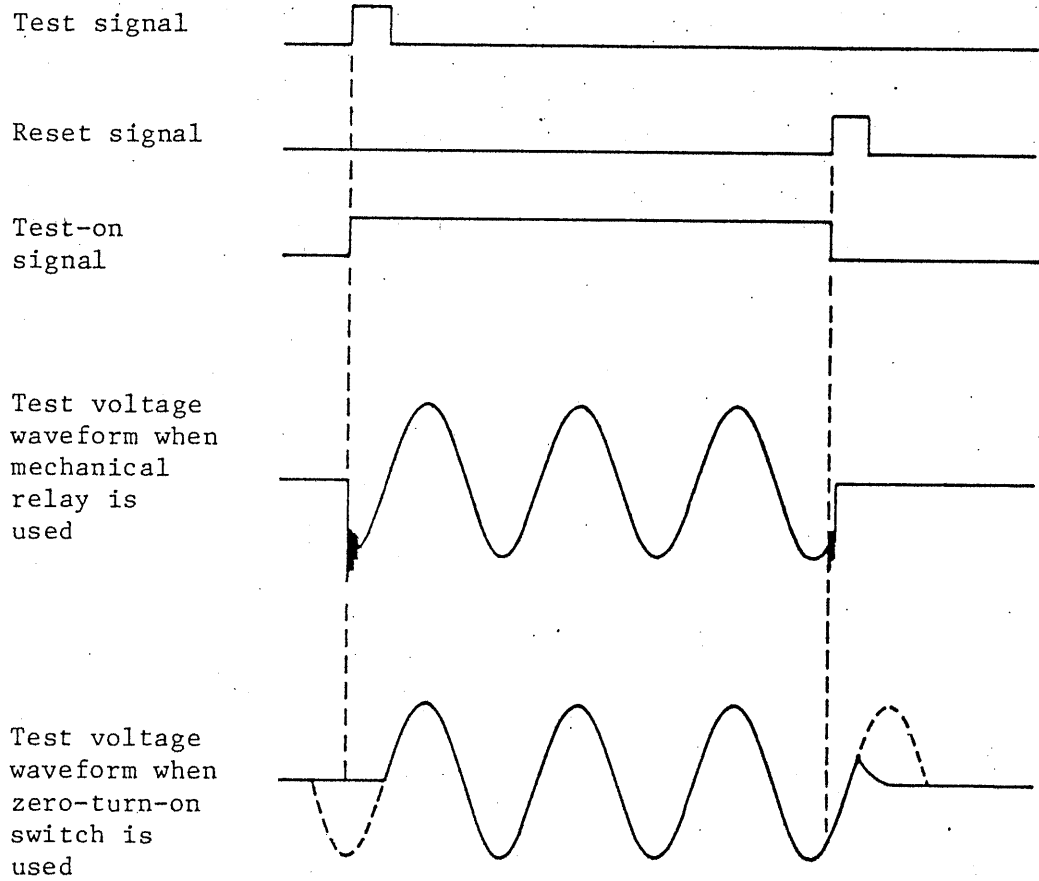 Test signal
Reset signal
Test-on
signal
Test voltage
waveform when
mechanical
relay is
used
Test voltage
waveform when
zero-turn-on
switch is
used